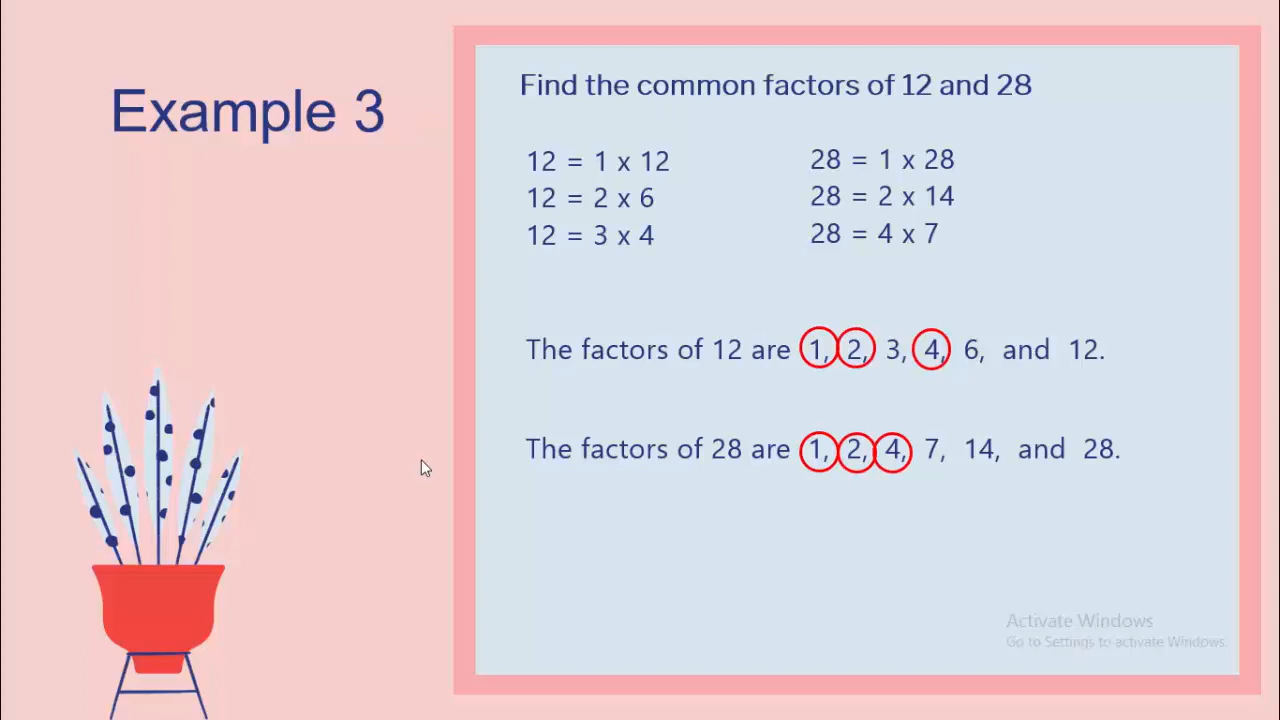 Example 3
Find the common factors of 12 and 28
12 = 1 x 12
12 = 2 x 6
12 = 3 x 4
28 = 1 x 28
28 = 2 x 14
28 = 4 x 7
The factors of 12 are 1, 2, 3, 4, 6, and 12.
The factors of 28 are 1, 2, 4, 7, 14, and 28.
Activate Windows
Go to Settings to activate Windows.